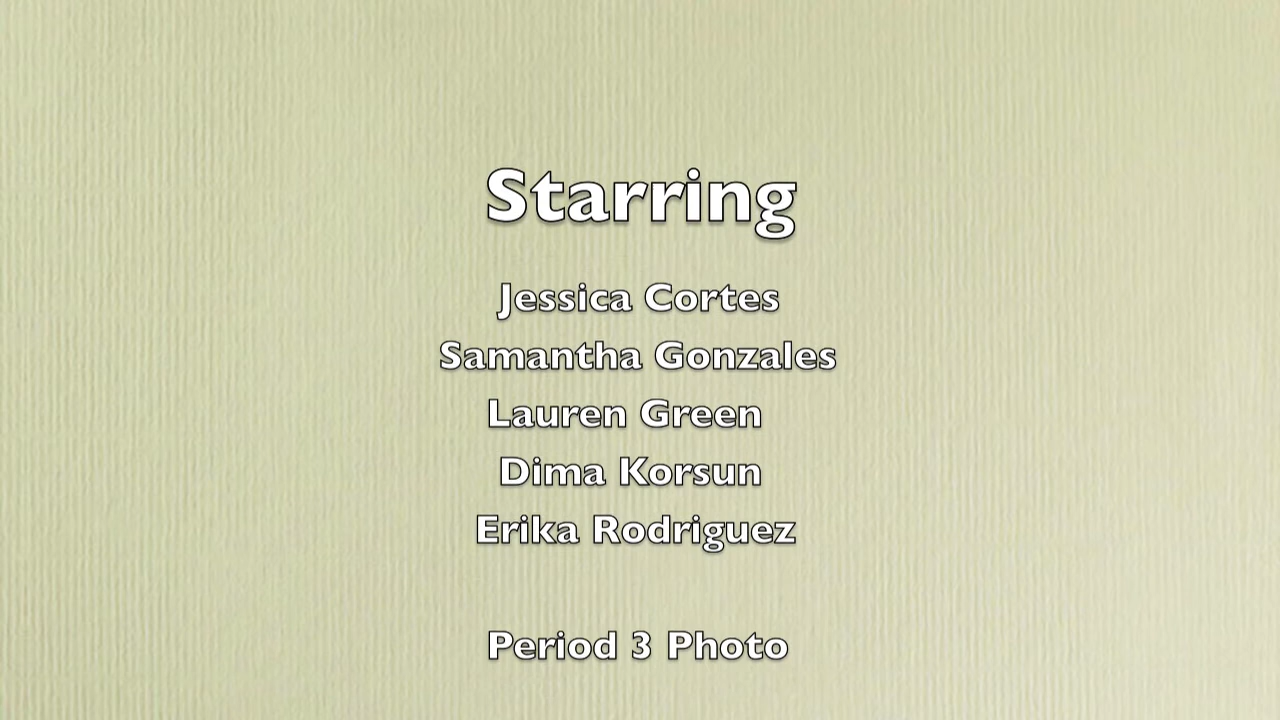 Starring
Jessica Cortes
Samantha Gonzales
Lauren Green
Dima Korsun
Erika Rodriguez
Period 3 Photo